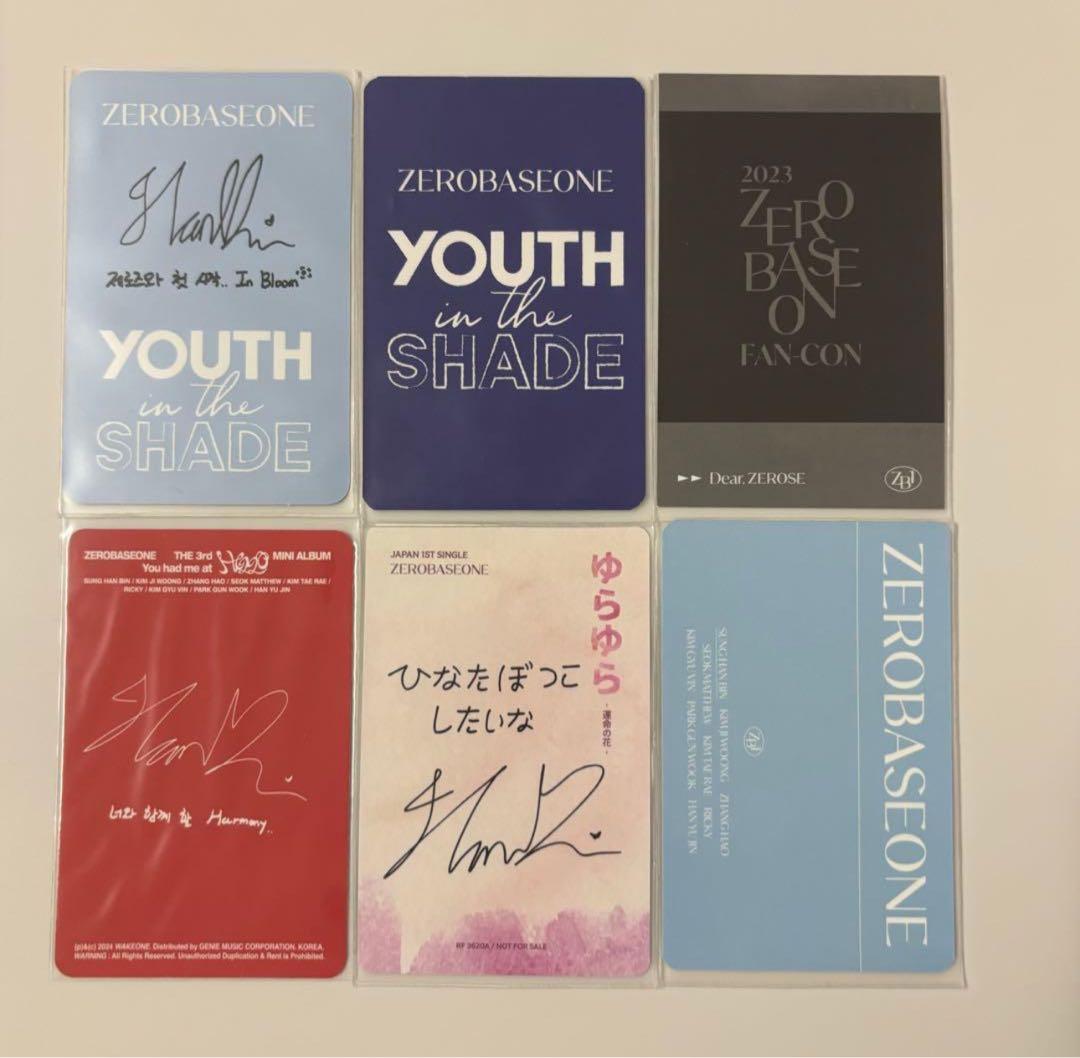 ZEROBASEONE
제로즈와 첫 시작.. In Bloom
YOUTH
in the
SHADE
ZEROBASEONE
YOUTH
in the
SHADE
2023
ZERO
BASE
ON
FAN-CON
►► Dear. ZEROSE
ZB1
ZEROBASEONE THE 3rd Hello MINI ALBUM
You had me at
SUNG HAN BIN / KIM JI WOONG / ZHANG HAO / SEOK MATTHEW / KIM TAE RAE /
RICKY / KIM GYU VIN / PARK GUN WOOK / HAN YU JIN
너와 함께 할 Harmony..
(p)&(c) 2024 WAKEONE. Distributed by GENIE MUSIC CORPORATION. KOREA.
WARNING : All Rights Reserved. Unauthorized Duplication & Rent is Prohibited.
JAPAN 1ST SINGLE
ZEROBASEONE
ゆらゆら
-運命の花-
ひなたぼっこ
したいな
RF 3620A / NOT FOR SALE
ZEROBASEONE
SUNG HAN BIN KIM JI WOONG ZHANG HAO
SEOK MATTHEW KIM TAE RAE RICKY
KIM GYU VIN PARK GUN WOOK HAN YU JIN
ZB1